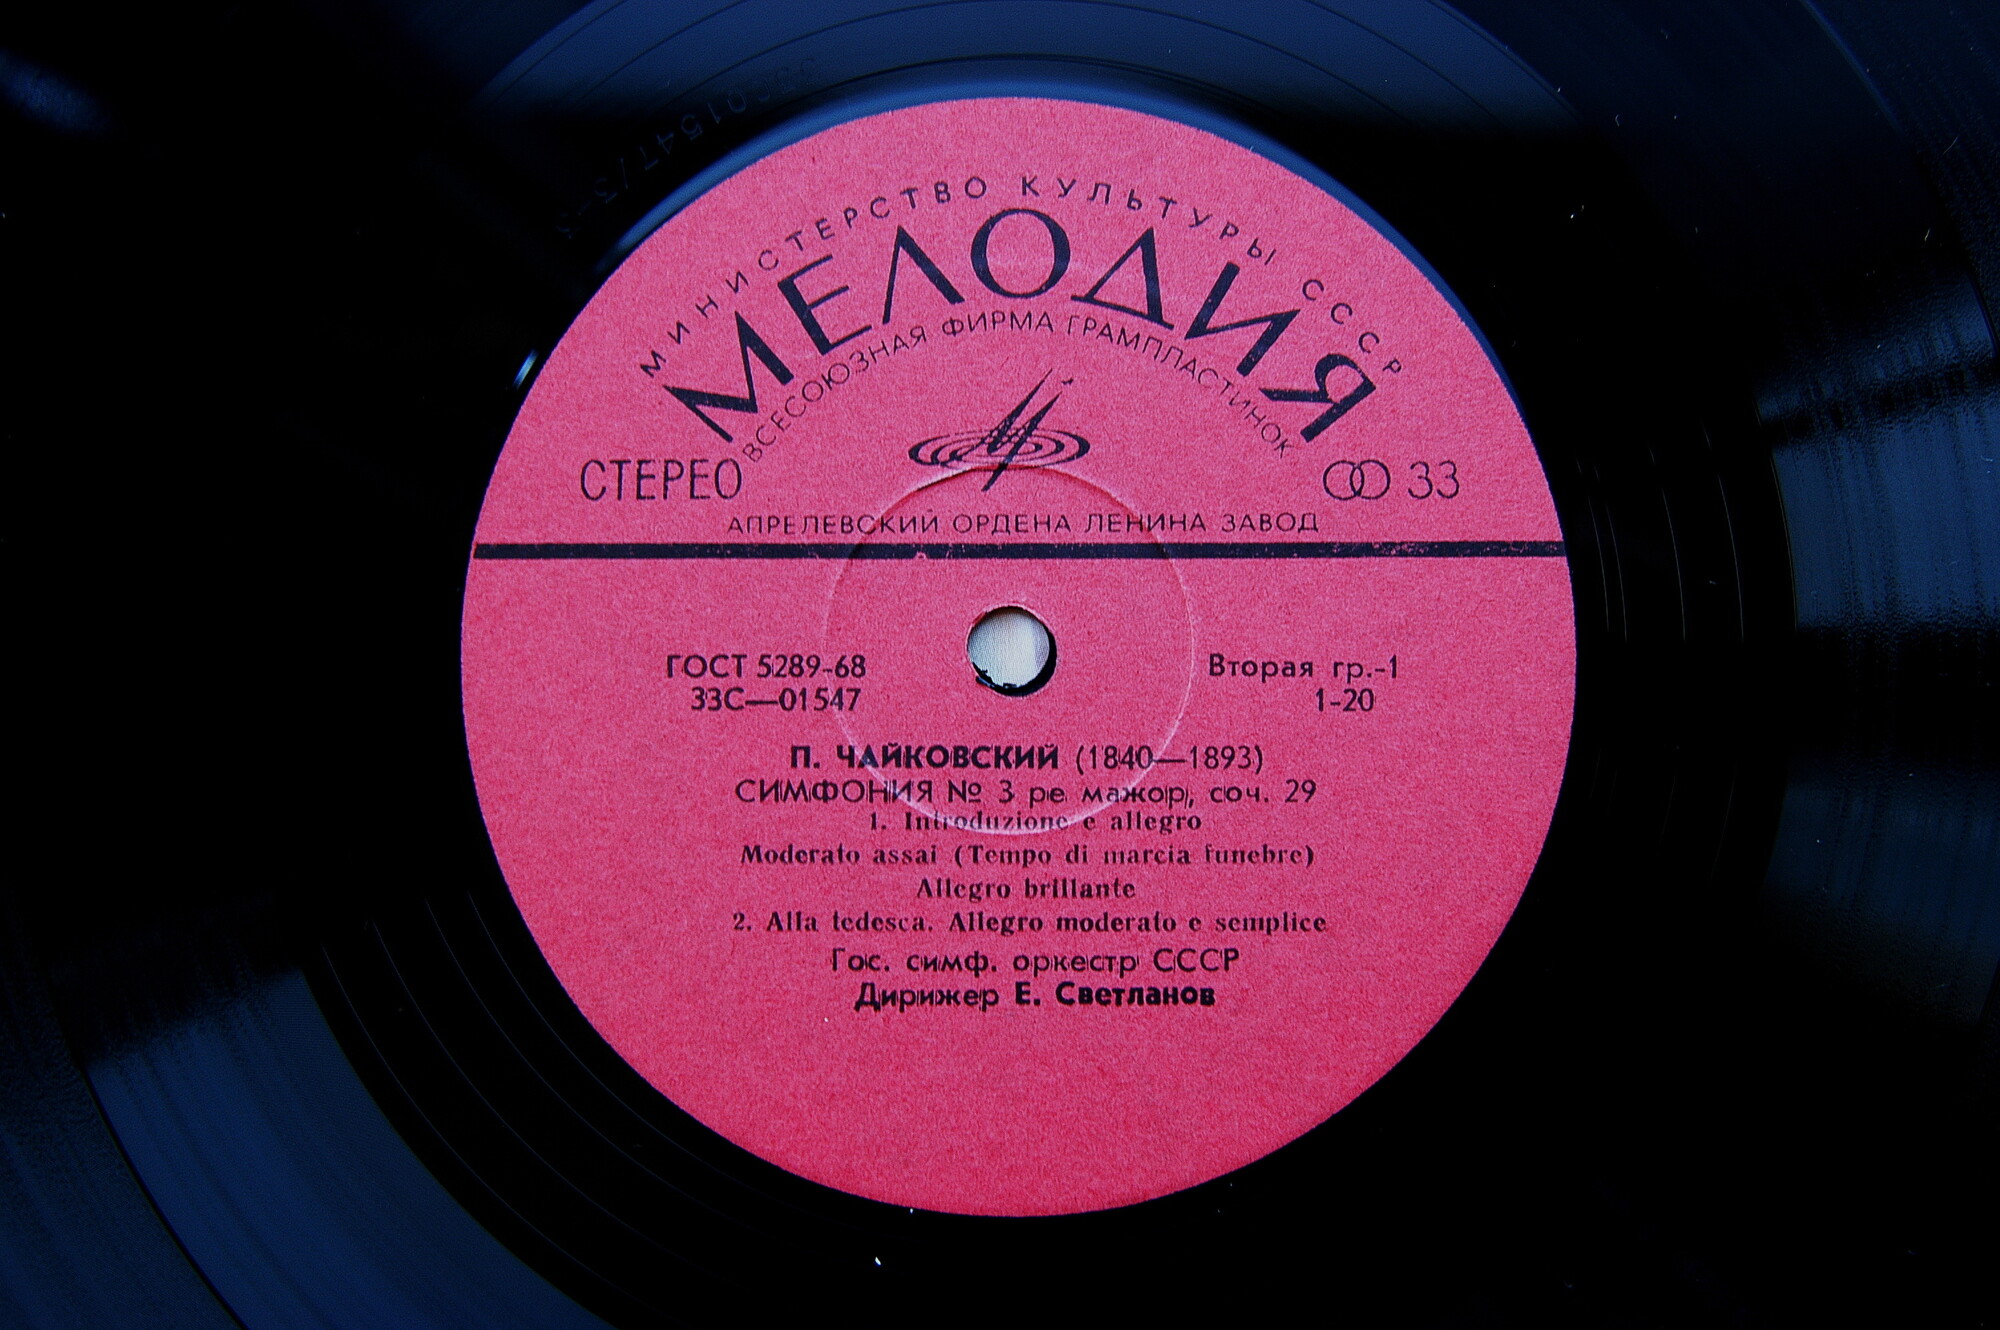 МИНИСТЕРСТВО КУЛЬТУРЫ СССР
МЕЛОДИЯ
ВСЕСОЮЗНАЯ ФИРМА ГРАМПЛАСТИНОК
СТЕРЕО
33
АПРЕЛЕВСКИЙ ОРДЕНА ЛЕНИНА ЗАВОД
ГОСТ 5289-68
33С—01547
Вторая гр.-1
1-20
П. ЧАЙКОВСКИЙ (1840—1893)
СИМФОНИЯ № 3 ре мажор, соч. 29
1. Introduzione e allegro
Moderato assai (Tempo di marcia funebre)
Allegro brillante
2. Alla tedesca. Allegro moderato e semplice
Гос. симф. оркестр СССР
Дирижер Е. Светланов